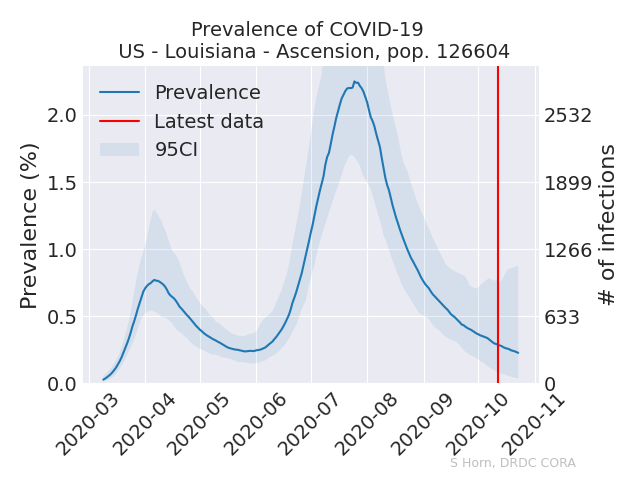 Prevalence of COVID-19
US - Louisiana - Ascension, pop. 126604
Prevalence
Latest data
95CI
Prevalence (%)
2.0
1.5
1.0
0.5
0.0
2532
1899
1266
633
0
# of infections
2020-03
2020-04
2020-05
2020-06
2020-07
2020-08
2020-09
2020-10
2020-11
S Horn, DRDC CORA